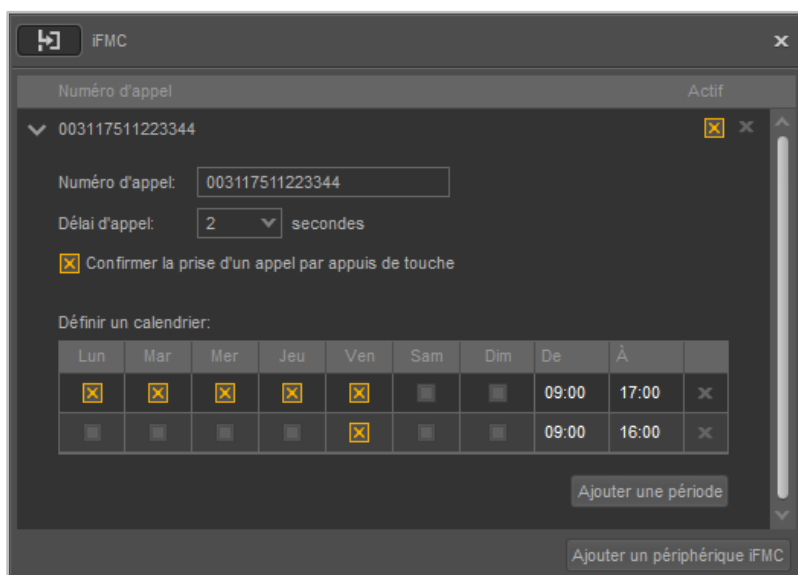 iFMC
Numéro d'appel Actif
003117511223344
Numéro d'appel: 003117511223344
Délai d'appel: 2 secondes
Confirmer la prise d'un appel par appuis de touche
Définir un calendrier:
Lun Mar Mer Jeu Ven Sam Dim De À
09:00 17:00
09:00 16:00
Ajouter une période
Ajouter un périphérique iFMC